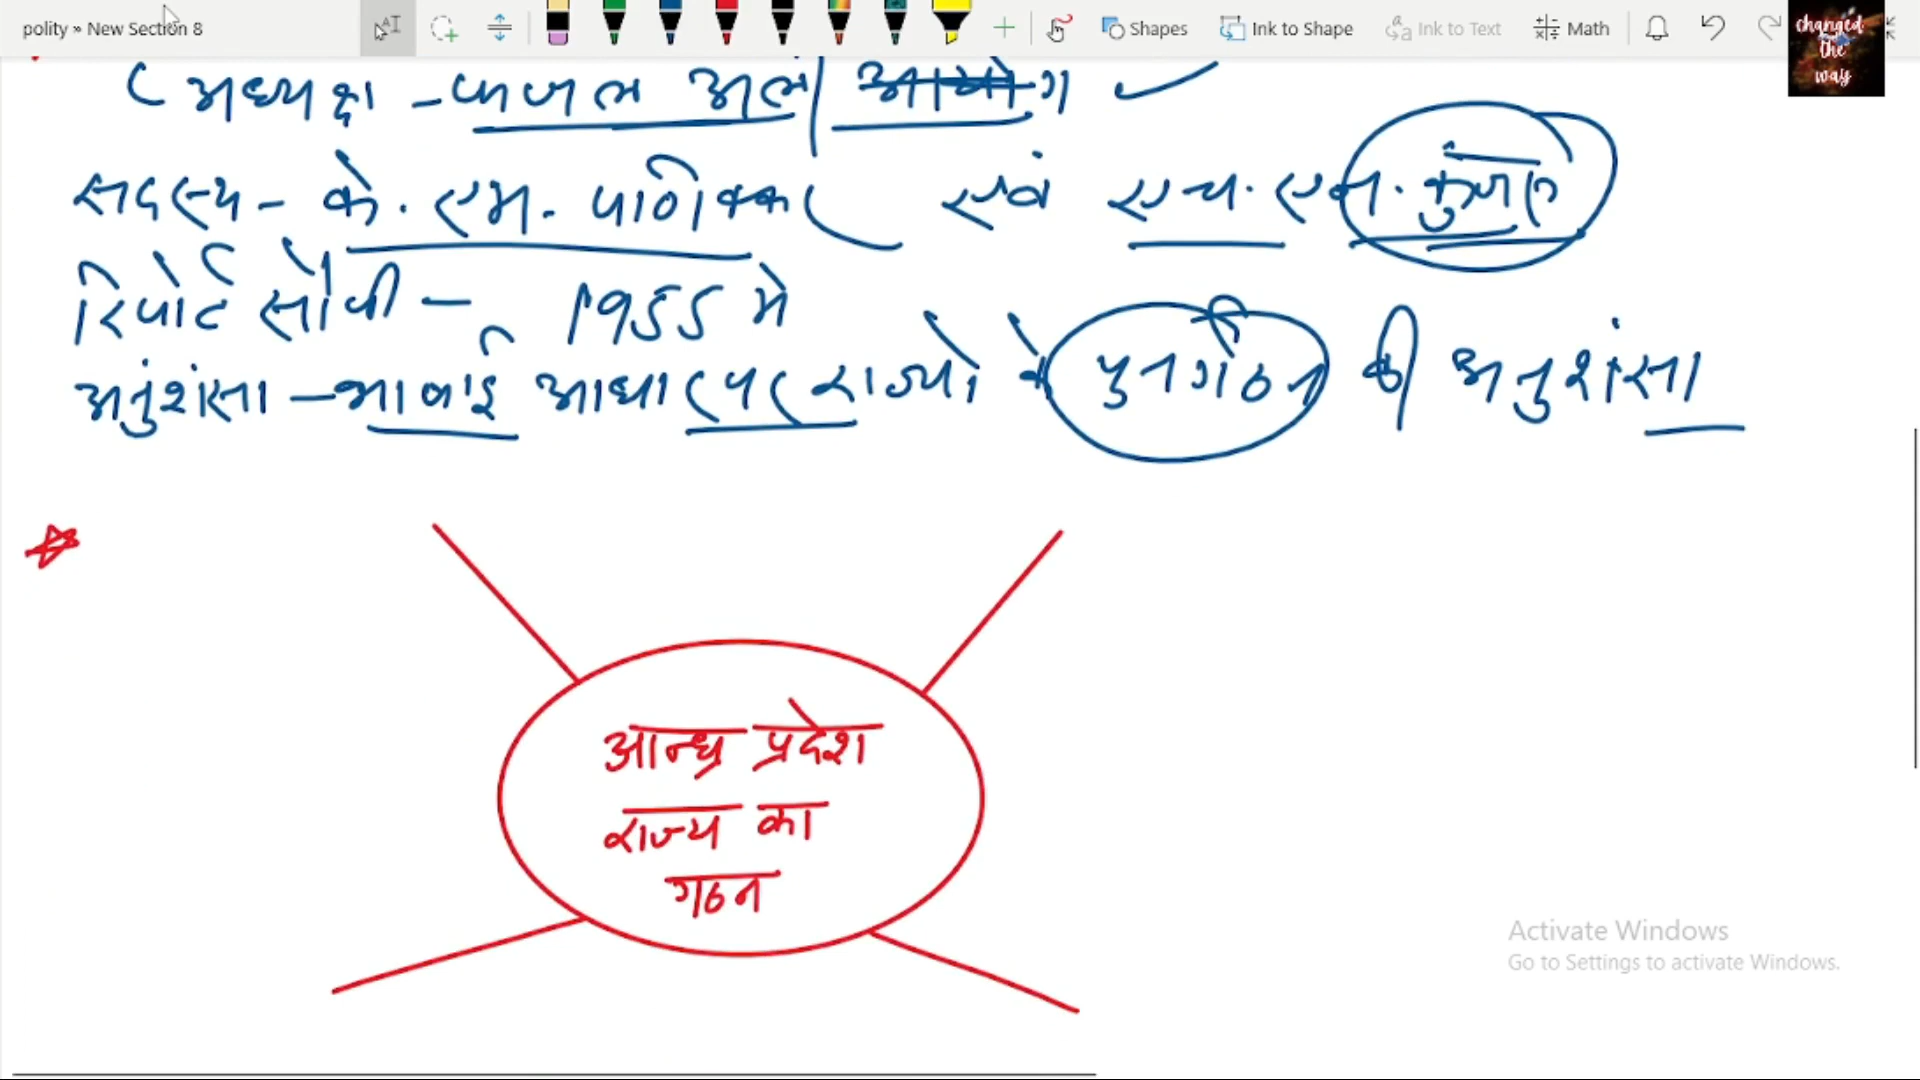 polity » New Section 8
Shapes Ink to Shape Ink to Text Math
changed
the
way
( अध्यक्ष - फजल अली / आयोग
सदस्य - के. एम. पाणिक्कर एवं एच. एन. कुंजरू
रिपोर्ट सौंपी - 1955 में
अनुशंसा - भाषाई आधार पर राज्यों के पुनर्गठन की अनुशंसा
आन्ध्र प्रदेश
राज्य का
गठन
Activate Windows
Go to Settings to activate Windows.